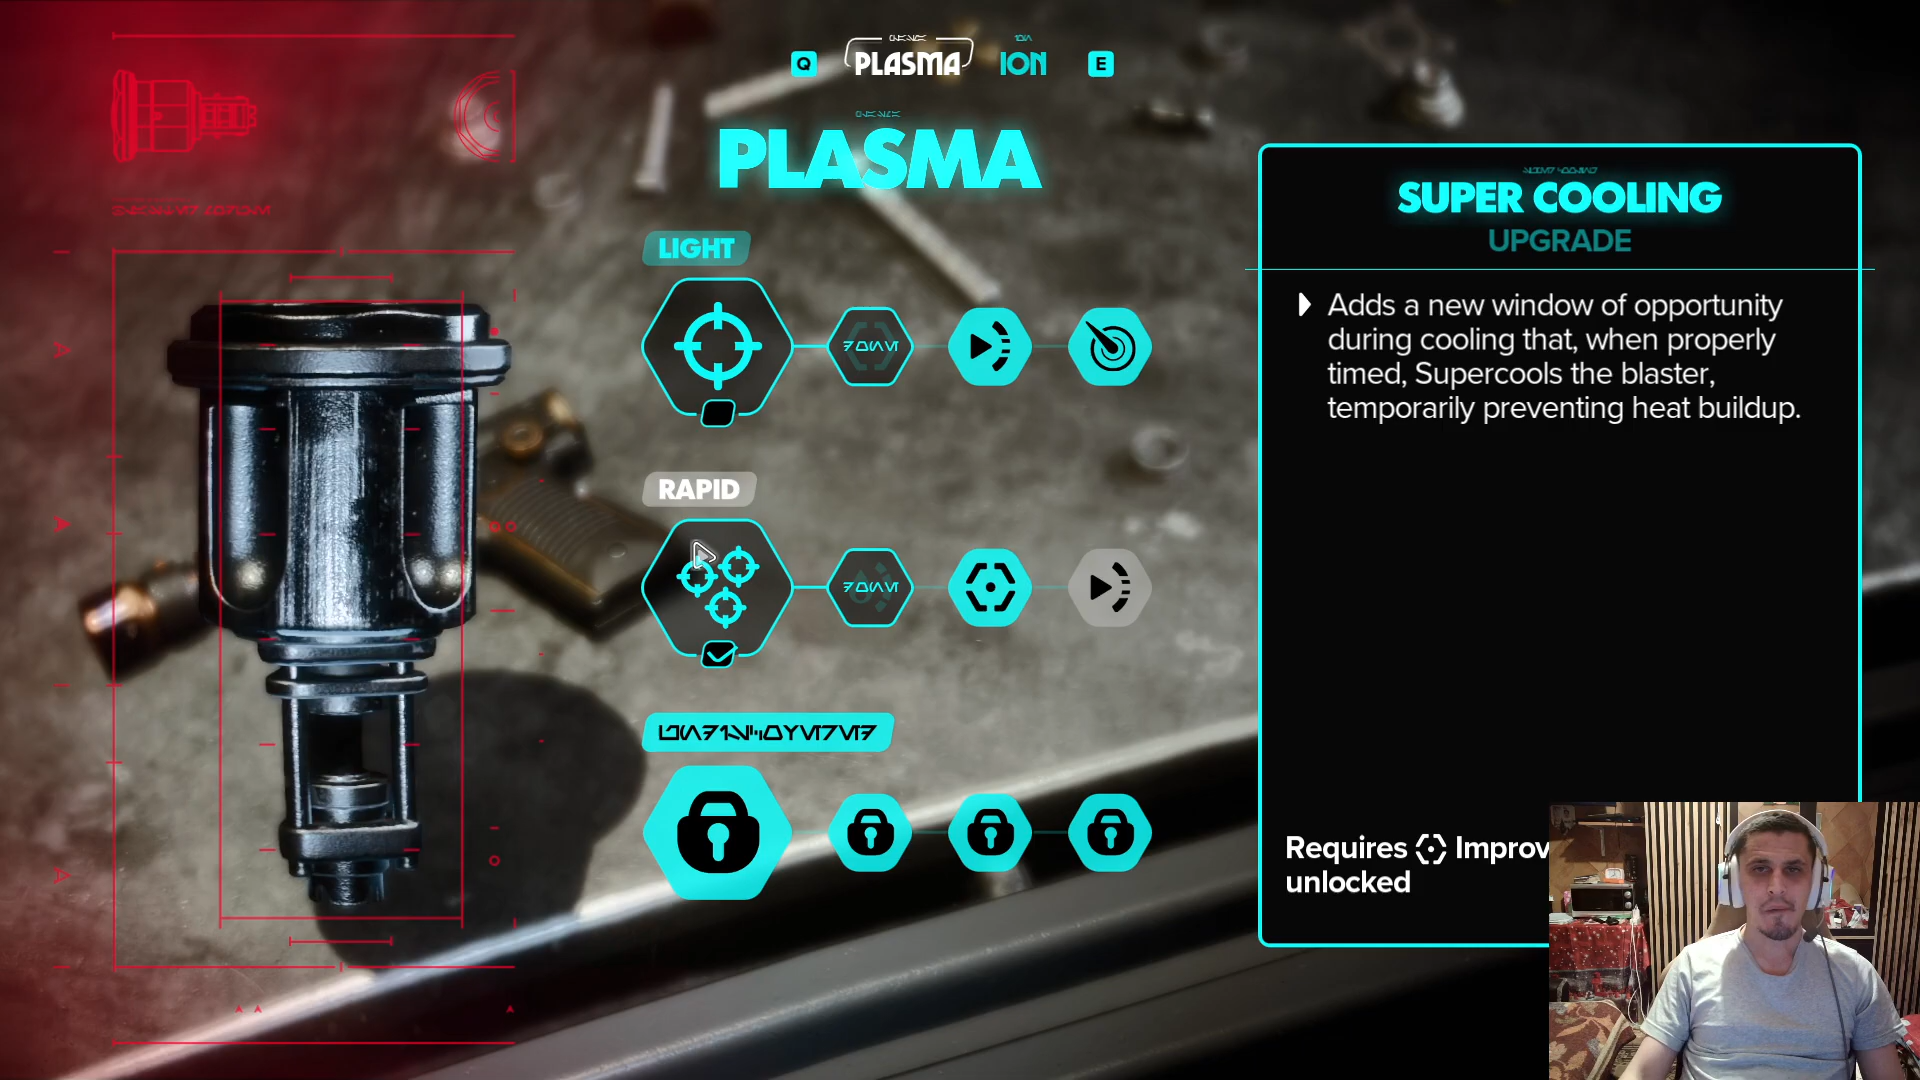 Q PLASMA ION E
PLASMA
LIGHT
RAPID
SUPER COOLING
UPGRADE
Adds a new window of opportunity
during cooling that, when properly
timed, Supercools the blaster,
temporarily preventing heat buildup.
Requires Improv
unlocked